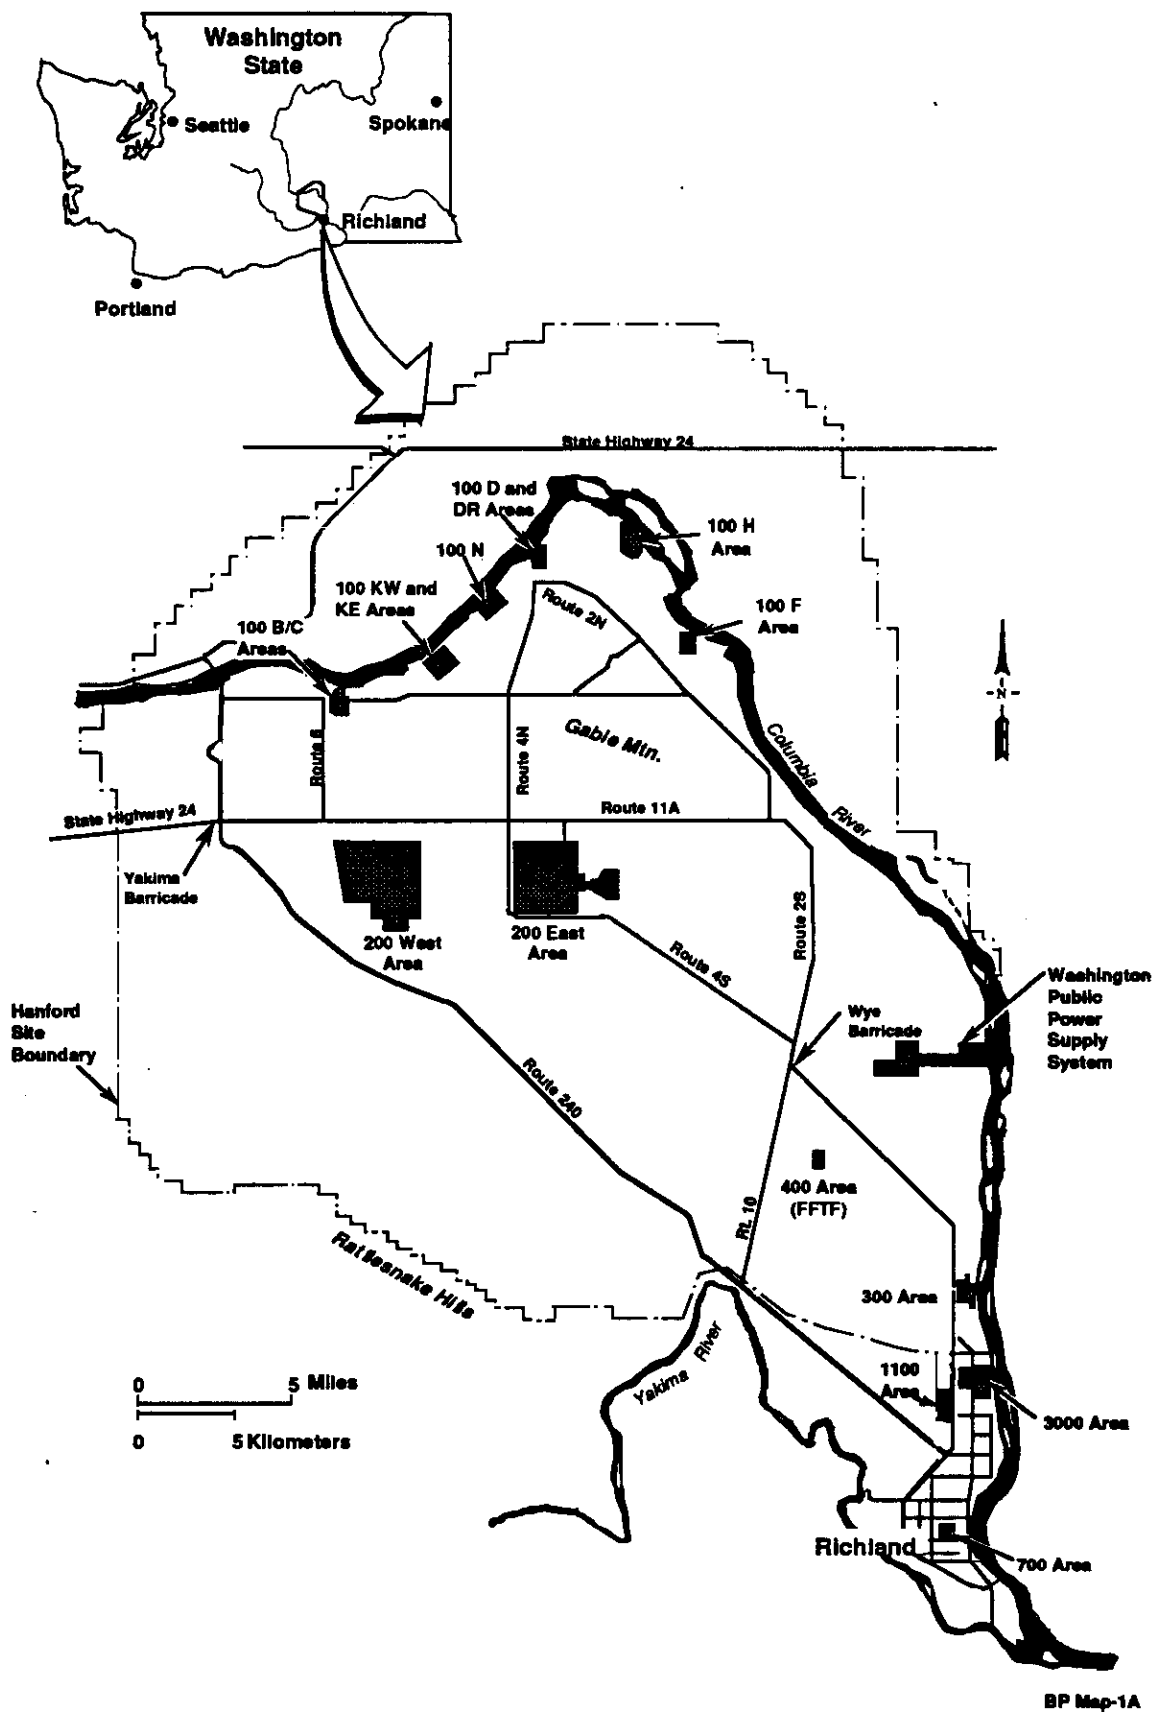 Washington
State
Seattle
Spokane
Richland
Portland
State Highway 24
100 D and
DR Areas
100 H
Area
100 N
100 KW and
KE Areas
Route 2N
100 F
Area
100 B/C
Areas
N
Gable Mtn.
Columbia
River
Route 6
Route 4N
State Highway 24
Route 11A
Yakima
Barricade
200 West
Area
200 East
Area
Route 2S
Route 4S
Washington
Public
Power
Supply
System
Hanford
Site
Boundary
Wye
Barricade
Route 240
400 Area
(FFTF)
RL 10
Rattlesnake Hills
300 Area
Yakima River
1100
Area
3000 Area
0 5 Miles
0 5 Kilometers
Richland
700 Area
BP Map-1A